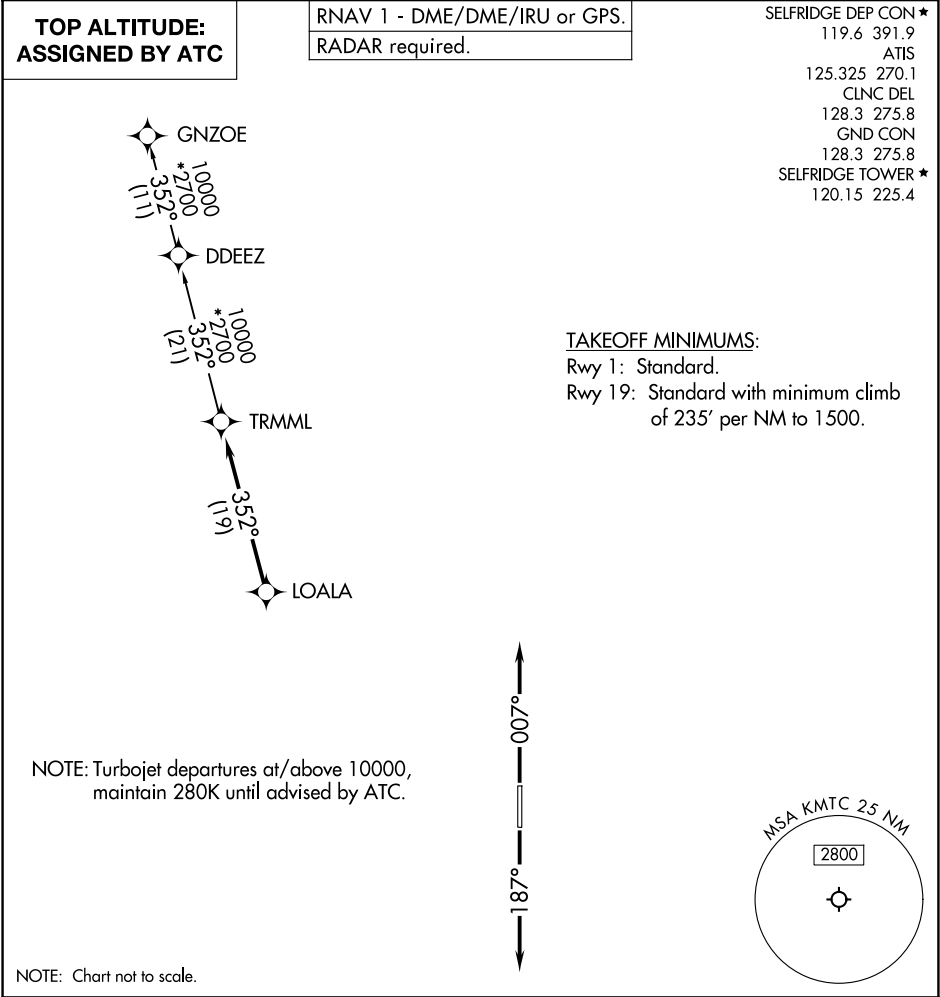 TOP ALTITUDE:
ASSIGNED BY ATC
RNAV 1 - DME/DME/IRU or GPS.
RADAR required.
SELFRIDGE DEP CON ★
119.6 391.9
ATIS
125.325 270.1
CLNC DEL
128.3 275.8
GND CON
128.3 275.8
SELFRIDGE TOWER ★
120.15 225.4
GNZOE
10000
*2700
352°
(11)
DDEEZ
10000
*2700
352°
(21)
TRMML
352°
(19)
LOALA
TAKEOFF MINIMUMS:
Rwy 1: Standard.
Rwy 19: Standard with minimum climb
of 235' per NM to 1500.
007°
187°
NOTE: Turbojet departures at/above 10000,
maintain 280K until advised by ATC.
MSA KMTC 25 NM
2800
NOTE: Chart not to scale.